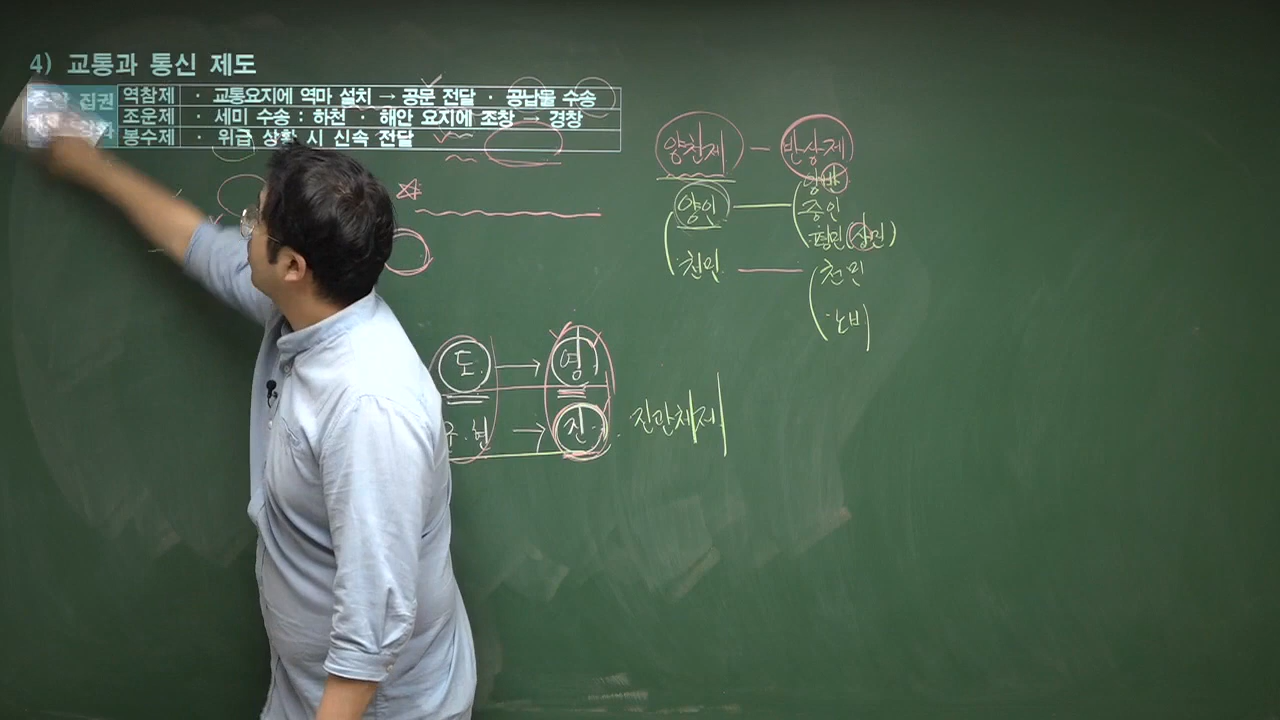 4) 교통과 통신 제도
집권
역참제 · 교통요지에 역마 설치 → 공문 전달 · 공납물 수송
조운제 · 세미 수송 : 하천 · 해안 요지에 조창 → 경창
봉수제 · 위급 상황 시 신속 전달
양천제 - 반상제
양반
양인 중인
평민(상민)
천인 천민
노비
도 → 영
군·현 → 진 진관체제